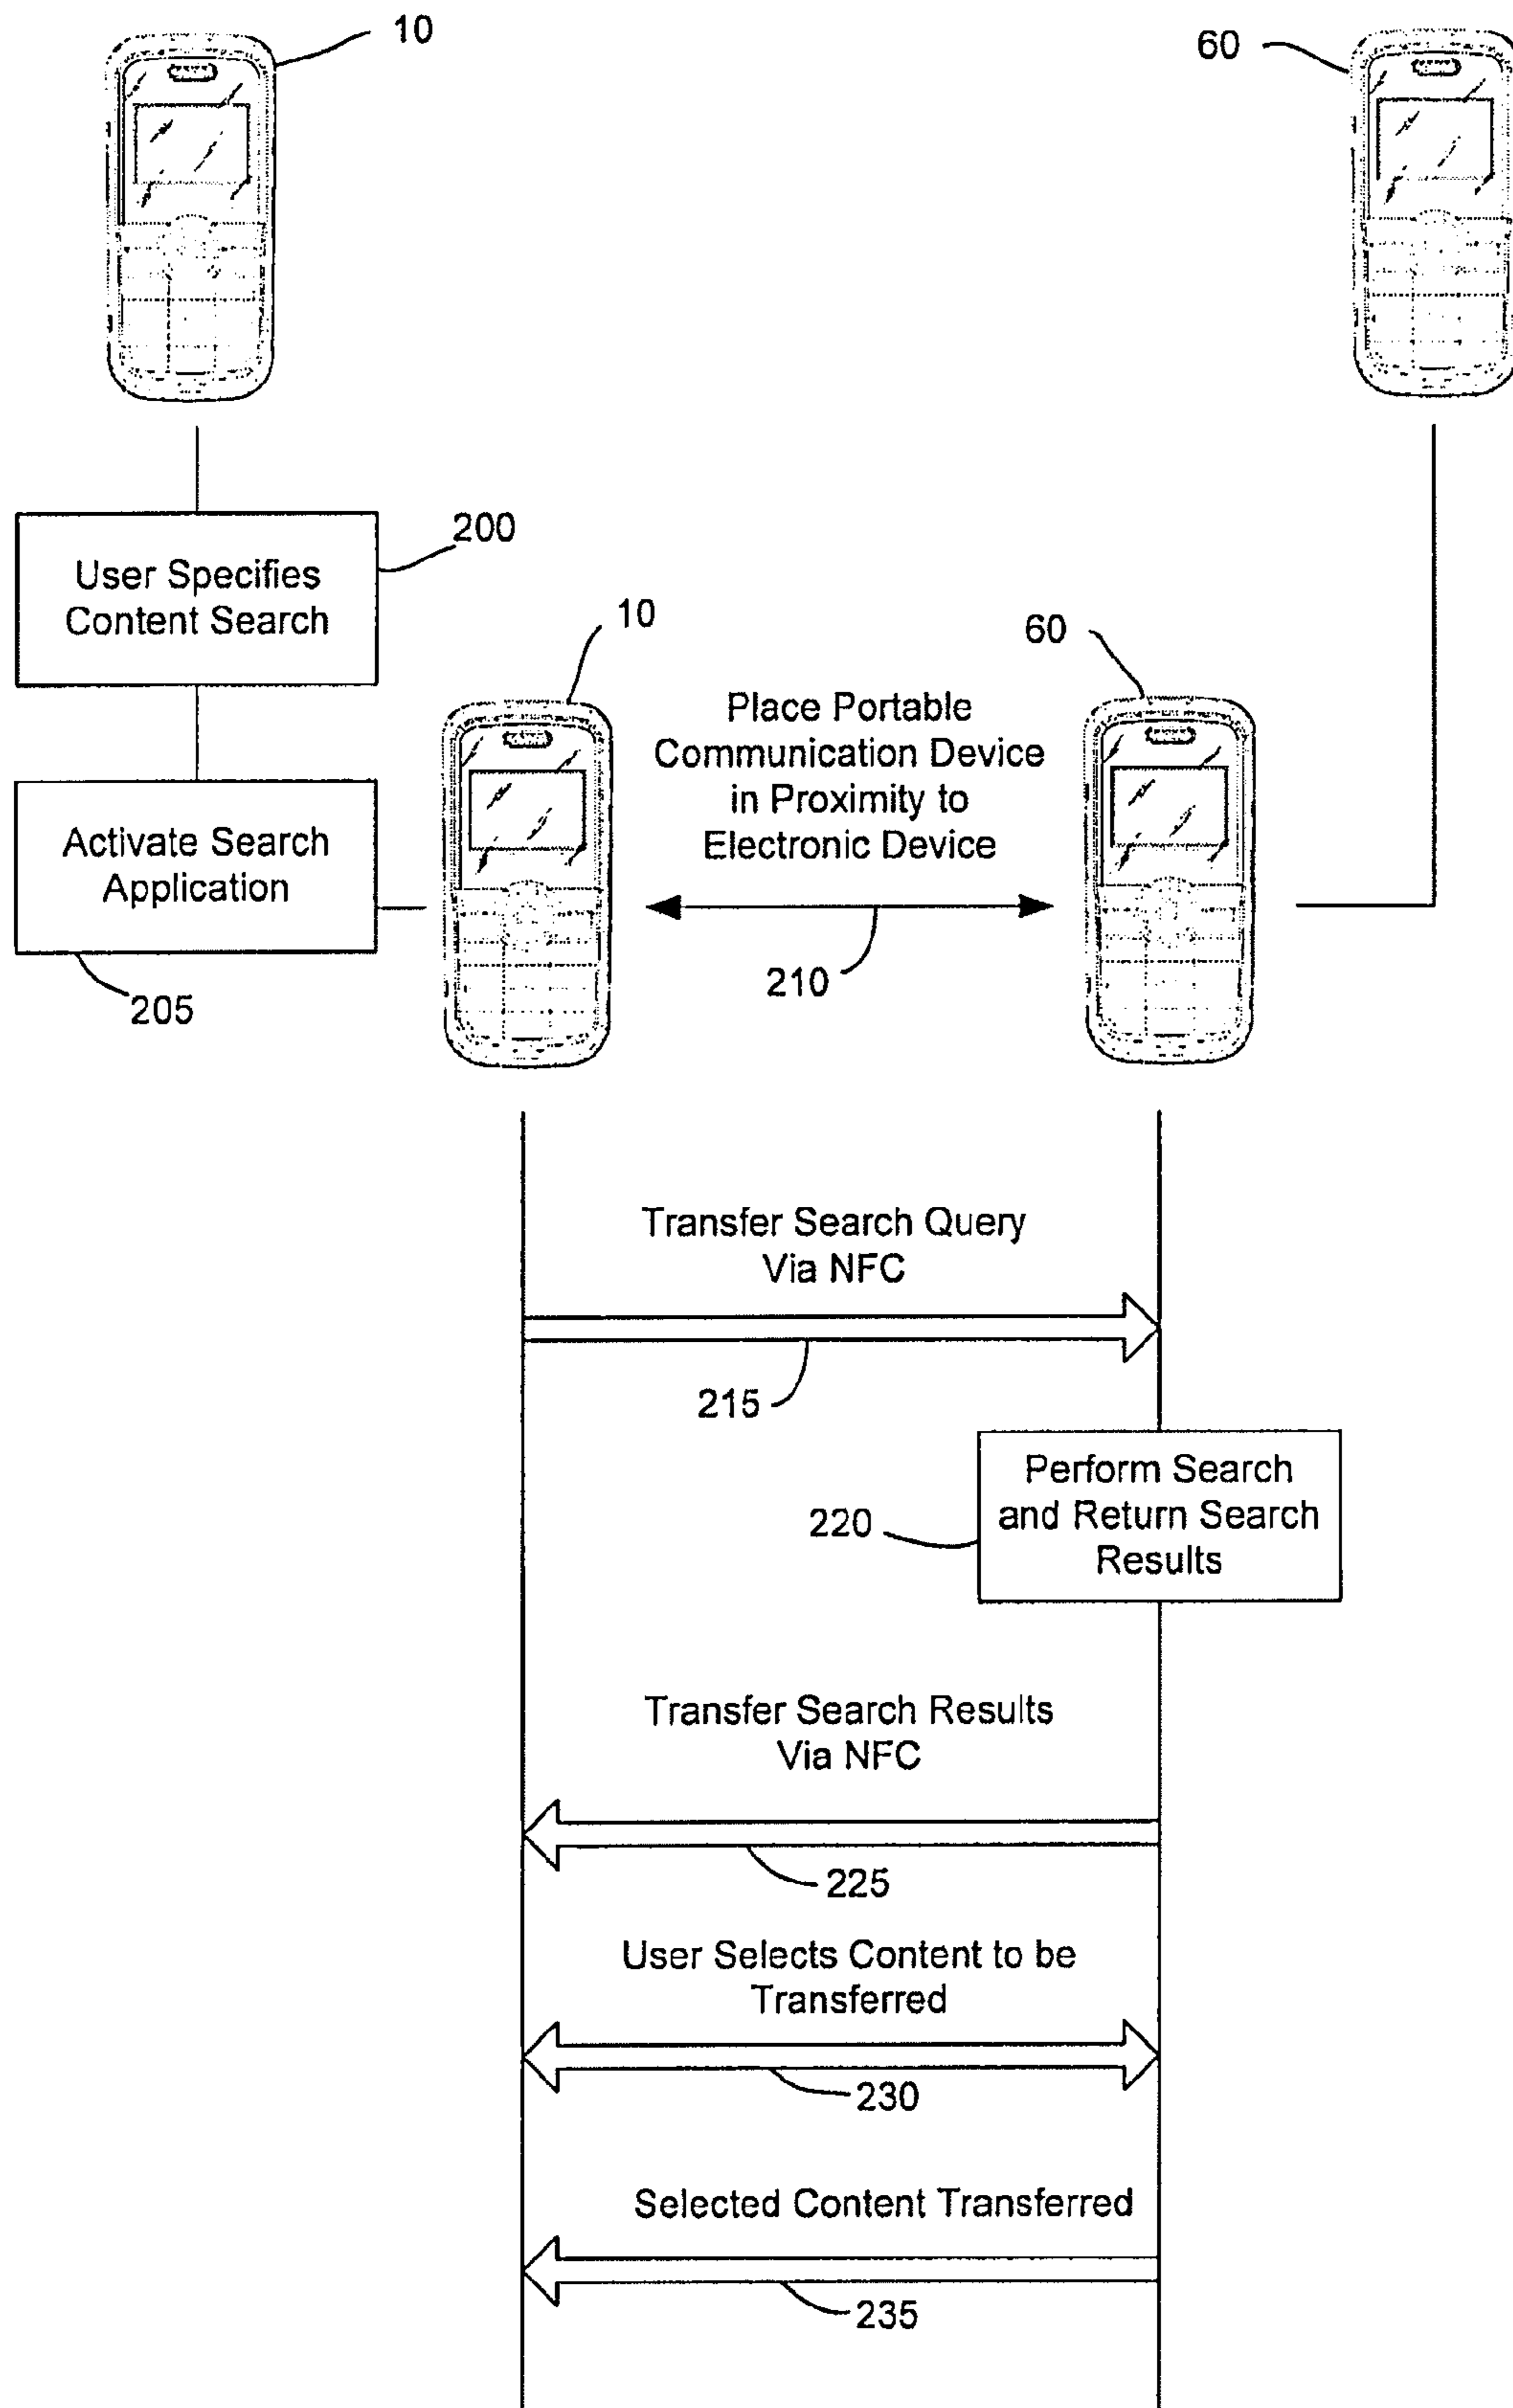 10
60
200
User Specifies
Content Search
10
60
Place Portable
Communication Device
in Proximity to
Electronic Device
Activate Search
Application
210
205
Transfer Search Query
Via NFC
215
Perform Search
and Return Search
Results
220
Transfer Search Results
Via NFC
225
User Selects Content to be
Transferred
230
Selected Content Transferred
235